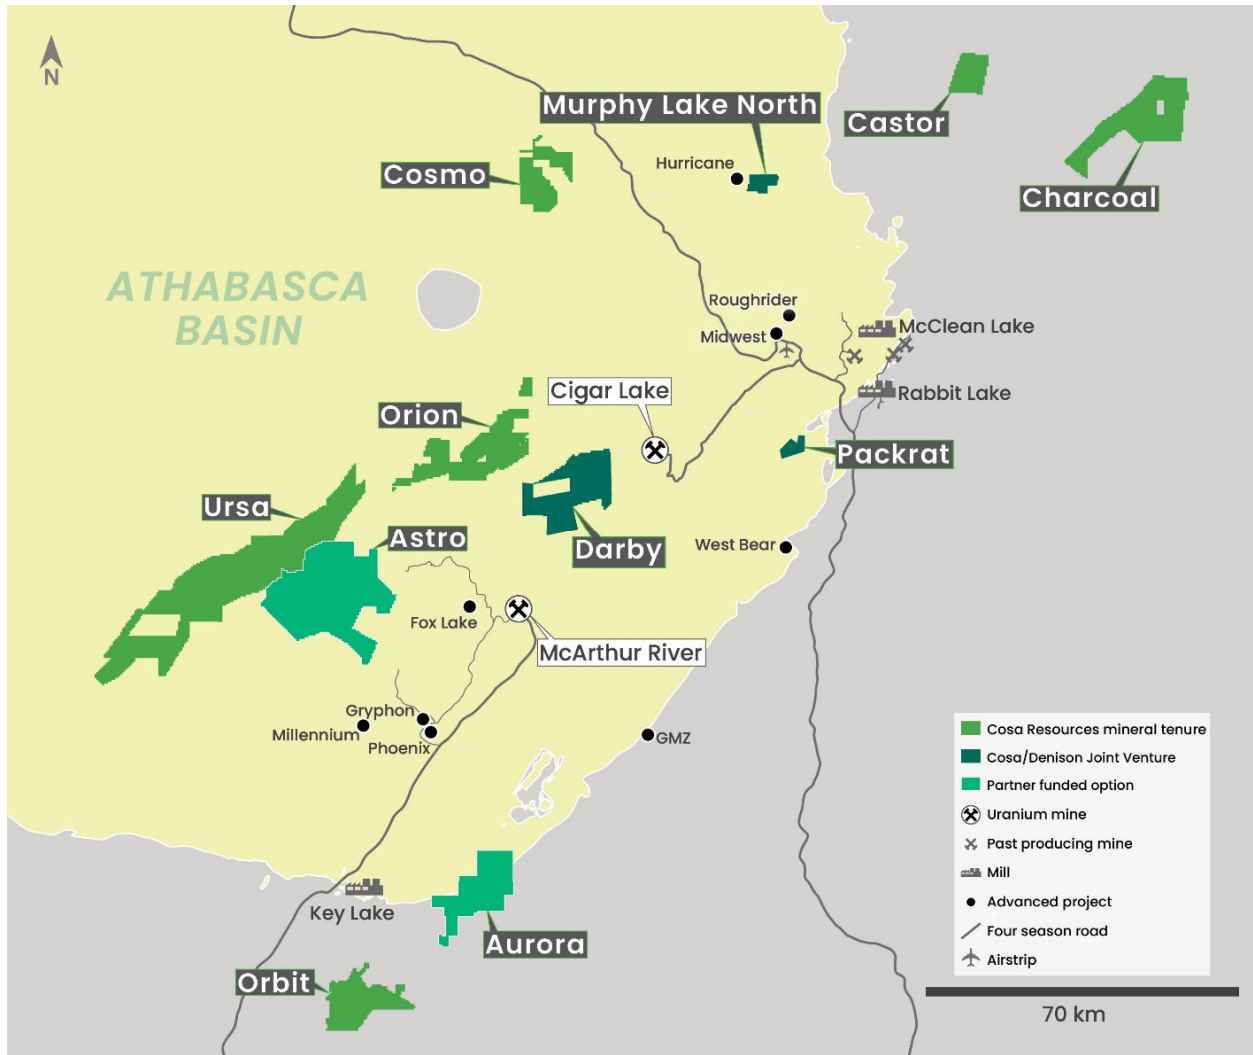 N
Murphy Lake North
Castor
Charcoal
Hurricane
Cosmo
ATHABASCA
BASIN
Roughrider
Midwest
McClean Lake
Rabbit Lake
Cigar Lake
Orion
Packrat
Ursa
Astro
Darby
West Bear
Fox Lake
McArthur River
Gryphon
Millennium
Phoenix
GMZ
Key Lake
Aurora
Orbit
Cosa Resources mineral tenure
Cosa/Denison Joint Venture
Partner funded option
Uranium mine
Past producing mine
Mill
Advanced project
Four season road
Airstrip
70 km